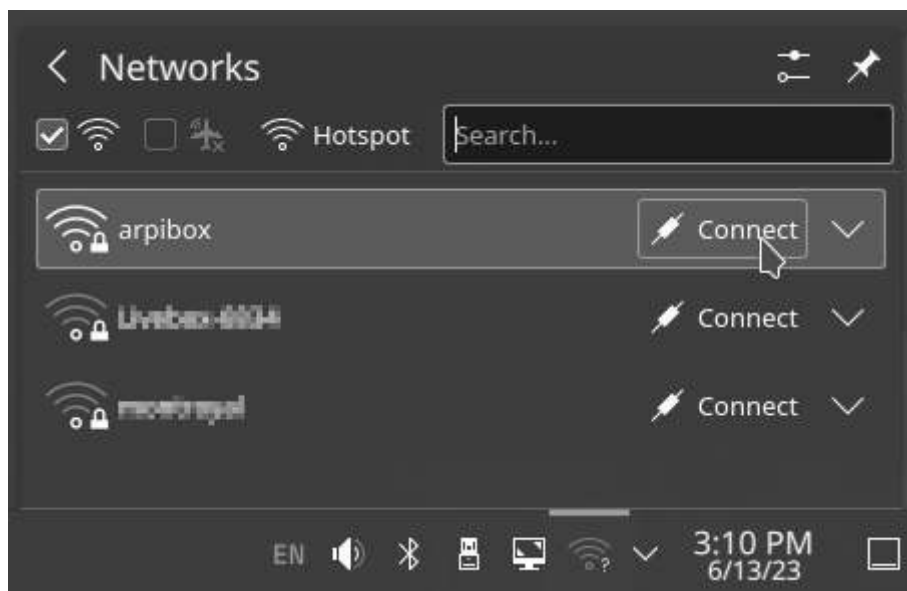 Networks
Hotspot
Search...
arpibox
Connect
Connect
Connect
EN
3:10 PM
6/13/23